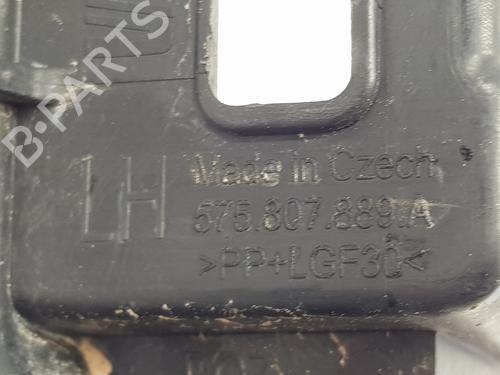 B-PARTS
LH
Made in Czech
575.807.889.A
>PP+LGF30<